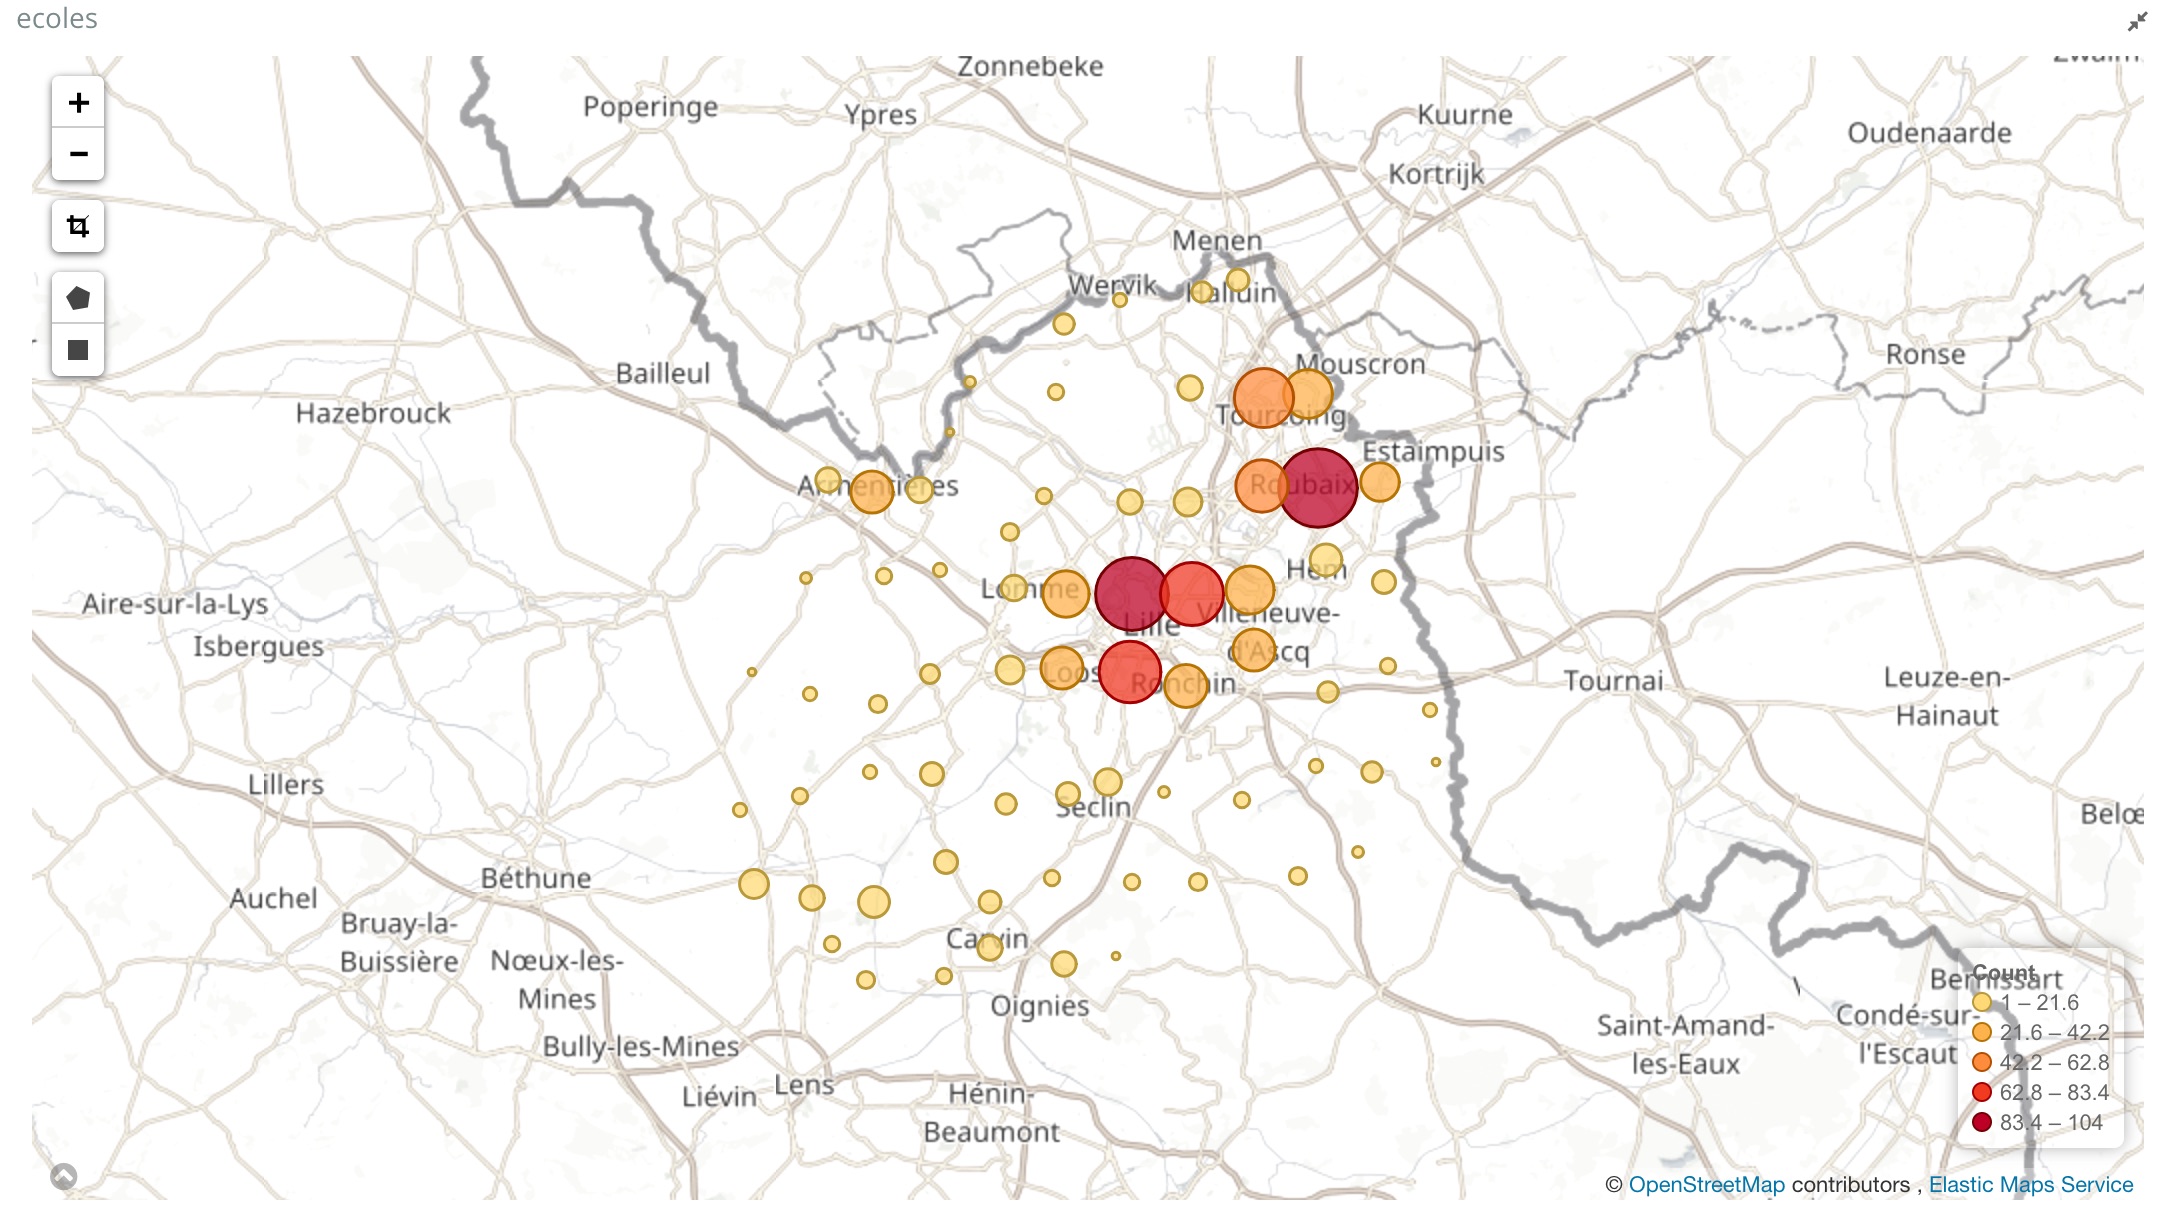 ecoles
Zonnebeke
Poperinge
Ypres
Kuurne
Oudenaarde
Kortrijk
Menen
Wervik
Halluin
Mouscron
Ronse
Bailleul
Hazebrouck
Tourcoing
Estaimpuis
Armentières
Roubaix
Hem
Lomme
Aire-sur-la-Lys
Villeneuve-
d'Ascq
Lille
Isbergues
Loos
Ronchin
Tournai
Leuze-en-
Hainaut
Lillers
Seclin
Belœ
Béthune
Auchel
Bruay-la-
Buissière
Carvin
Nœux-les-
Mines
Oignies
Bernissart
Condé-sur-
l'Escaut
Saint-Amand-
les-Eaux
Bully-les-Mines
Lens
Liévin
Hénin-
Beaumont
Count
1 – 21.6
21.6 – 42.2
42.2 – 62.8
62.8 – 83.4
83.4 – 104
© OpenStreetMap contributors , Elastic Maps Service